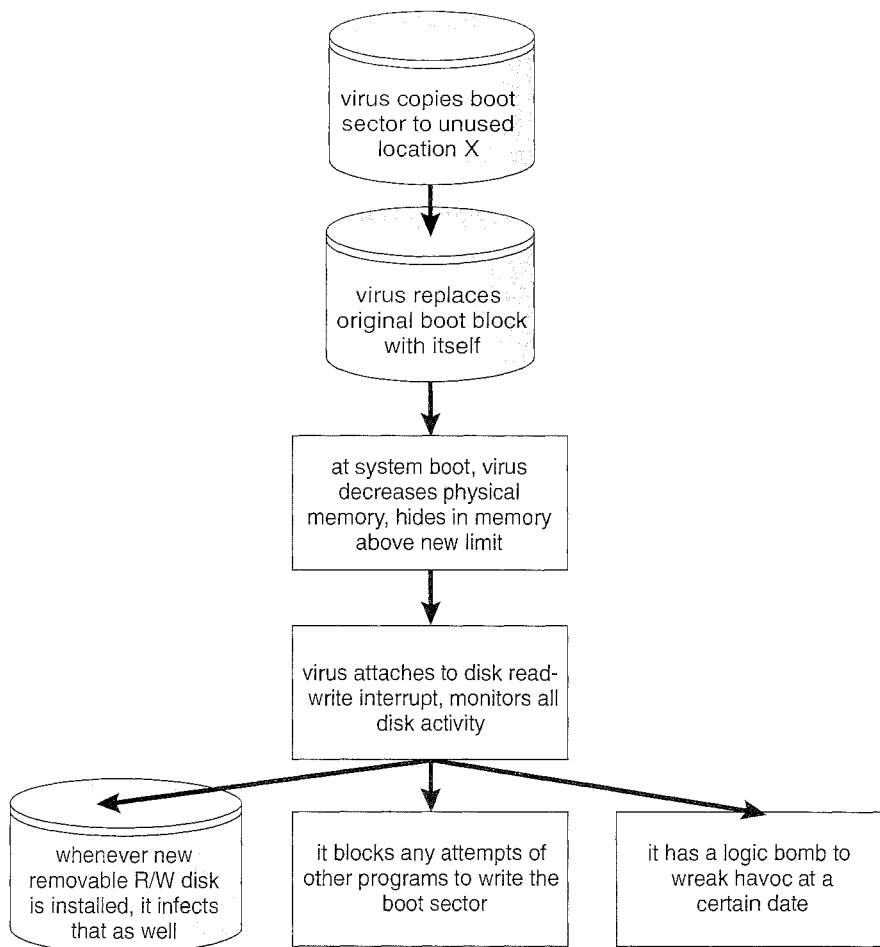 virus copies boot
sector to unused
location X
virus replaces
original boot block
with itself
at system boot, virus
decreases physical
memory, hides in memory
above new limit
virus attaches to disk read-
write interrupt, monitors all
disk activity
whenever new
removable R/W disk
is installed, it infects
that as well
it blocks any attempts of
other programs to write the
boot sector
it has a logic bomb to
wreak havoc at a
certain date